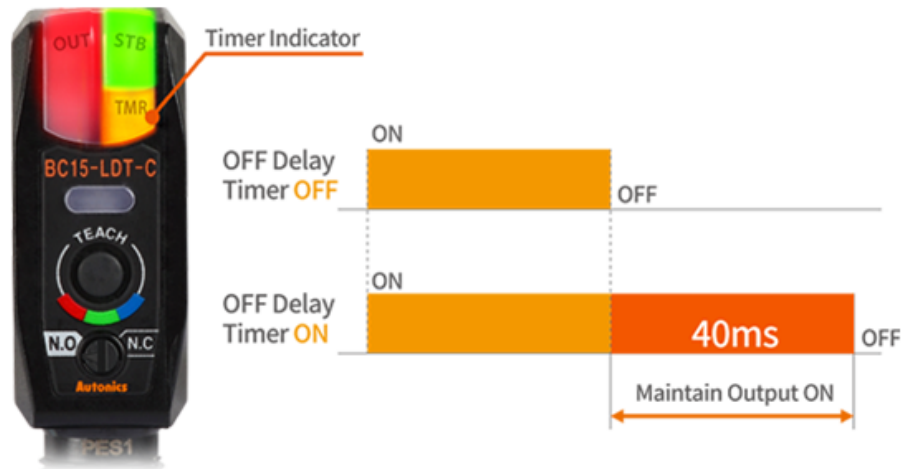 OUT STB
TMR
BC15-LDT-C
TEACH
N.O N.C
Autonics
PES1
Timer Indicator
OFF Delay
Timer OFF
ON
OFF
OFF Delay
Timer ON
ON
40ms
OFF
Maintain Output ON